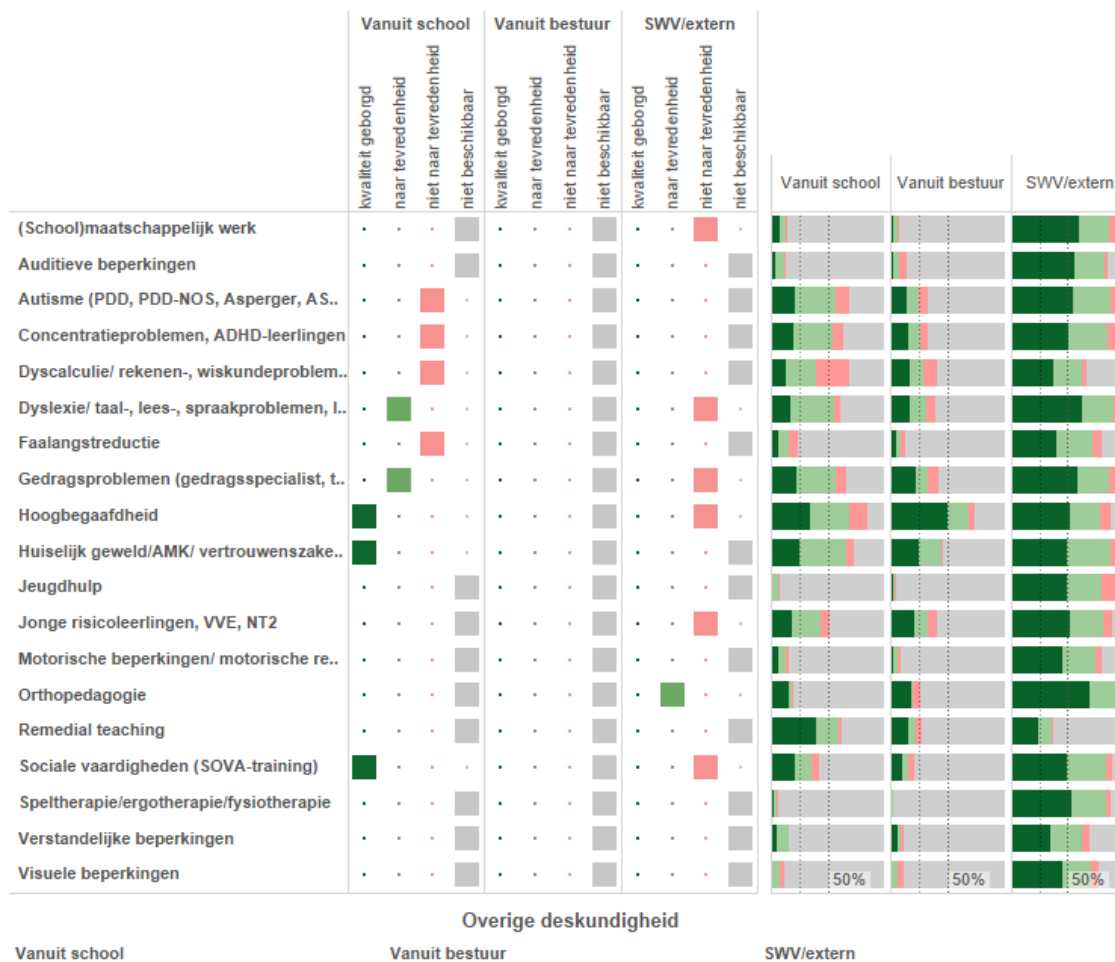 Vanuit school Vanuit bestuur SWV/extern
kwaliteit geborgd naar tevredenheid niet naar tevredenheid niet beschikbaar kwaliteit geborgd naar tevredenheid niet naar tevredenheid niet beschikbaar kwaliteit geborgd naar tevredenheid niet naar tevredenheid niet beschikbaar
Vanuit school Vanuit bestuur SWV/extern
(School)maatschappelijk werk
Auditieve beperkingen
Autisme (PDD, PDD-NOS, Asperger, AS..
Concentratieproblemen, ADHD-leerlingen
Dyscalculie/ rekenen-, wiskundeproblem..
Dyslexie/ taal-, lees-, spraakproblemen, l..
Faalangstreductie
Gedragsproblemen (gedragsspecialist, t..
Hoogbegaafdheid
Huiselijk geweld/AMK/ vertrouwenszake..
Jeugdhulp
Jonge risicoleerlingen, VVE, NT2
Motorische beperkingen/ motorische re..
Orthopedagogie
Remedial teaching
Sociale vaardigheden (SOVA-training)
Speltherapie/ergotherapie/fysiotherapie
Verstandelijke beperkingen
Visuele beperkingen 50% 50% 50%
Overige deskundigheid
Vanuit school Vanuit bestuur SWV/extern